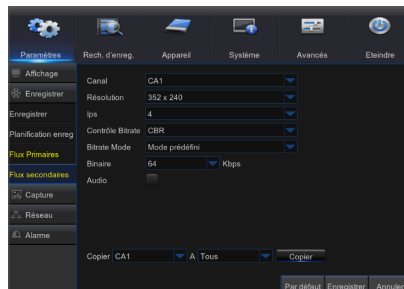 Paramètres Rech. d'enreg. Appareil Système Avancés Eteindre
Affichage
Enregistrer
Enregistrer
Planification enreg
Flux Primaires
Flux secondaires
Capture
Réseau
Alarme
Canal CA1
Résolution 352 x 240
Ips 4
Contrôle Bitrate CBR
Bitrate Mode Mode prédéfini
Binaire 64 Kbps
Audio
Copier CA1 A Tous Copier
Par défaut Enregistrer Annuler